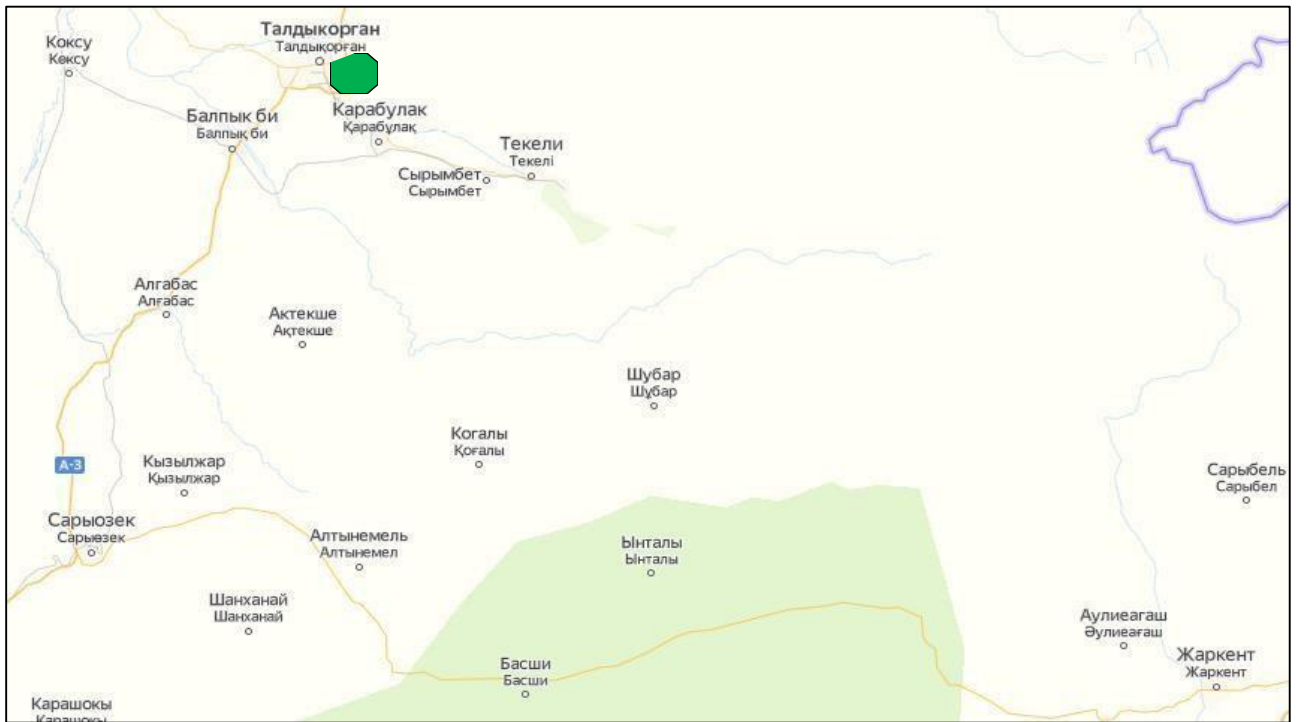 Талдыкорган
Талдықорған
Коксу
Көксу
Балпык би
Балпық би
Карабулак
Қарабұлақ
Текели
Текелі
Сырымбет
Сырымбет
Алгабас
Алғабас
Актекше
Ақтекше
Шубар
Шұбар
Когалы
Қоғалы
А-3
Кызылжар
Қызылжар
Сарыбель
Сарыбел
Сарыозек
Сарыөзек
Алтынемель
Алтынемел
Ынталы
Ынталы
Шанханай
Шанханай
Аулиеагаш
Әулиеағаш
Басши
Басши
Жаркент
Жаркент
Карашокы
Карашокы